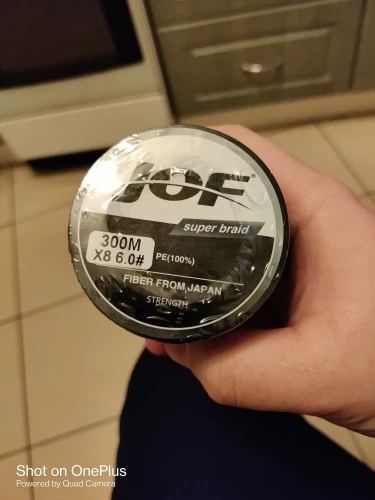 JOF
super braid
300M
X8 6.0#
PE(100%)
FIBER FROM JAPAN
STRENGTH
Shot on OnePlus
Powered by Quad Camera